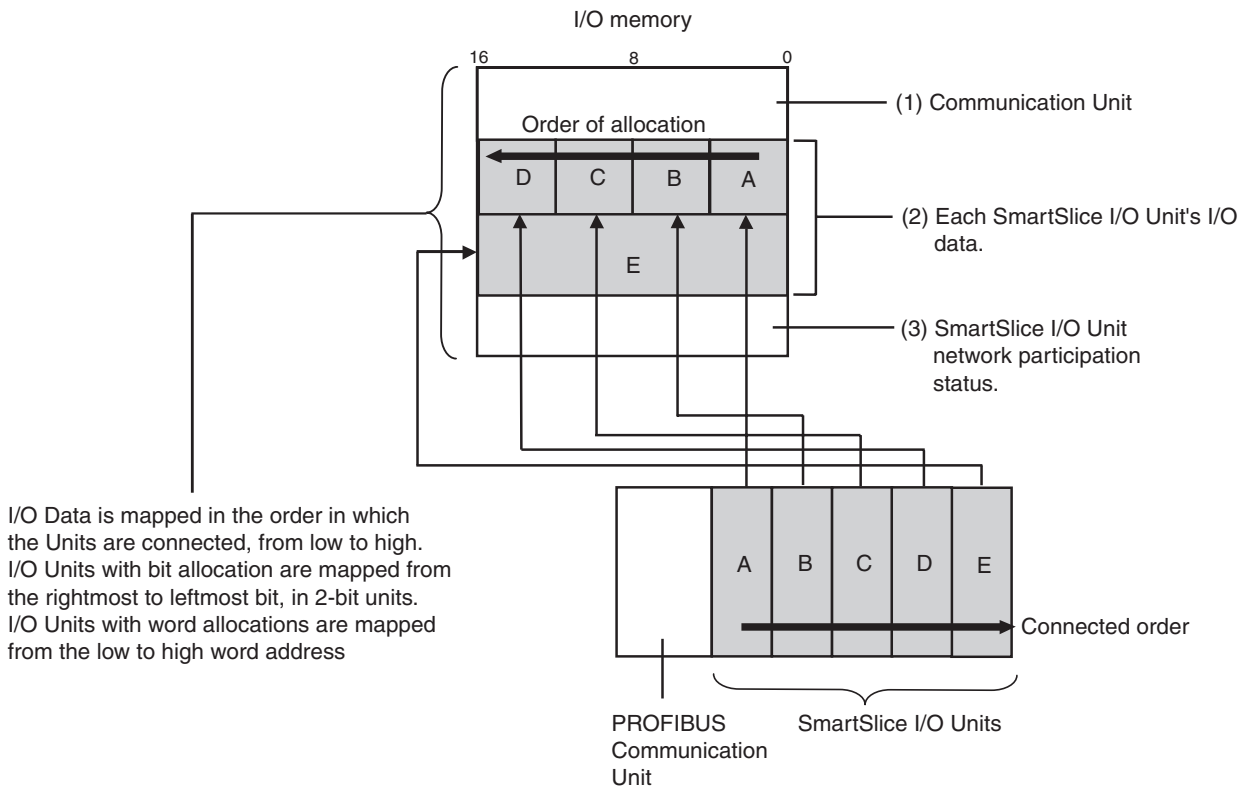 I/O memory
16 8 0
(1) Communication Unit
Order of allocation
D C B A
(2) Each SmartSlice I/O Unit's I/O
data.
E
(3) SmartSlice I/O Unit
network participation
status.
I/O Data is mapped in the order in which
the Units are connected, from low to high.
I/O Units with bit allocation are mapped from
the rightmost to leftmost bit, in 2-bit units.
I/O Units with word allocations are mapped
from the low to high word address
A B C D E
Connected order
PROFIBUS
Communication
Unit
SmartSlice I/O Units